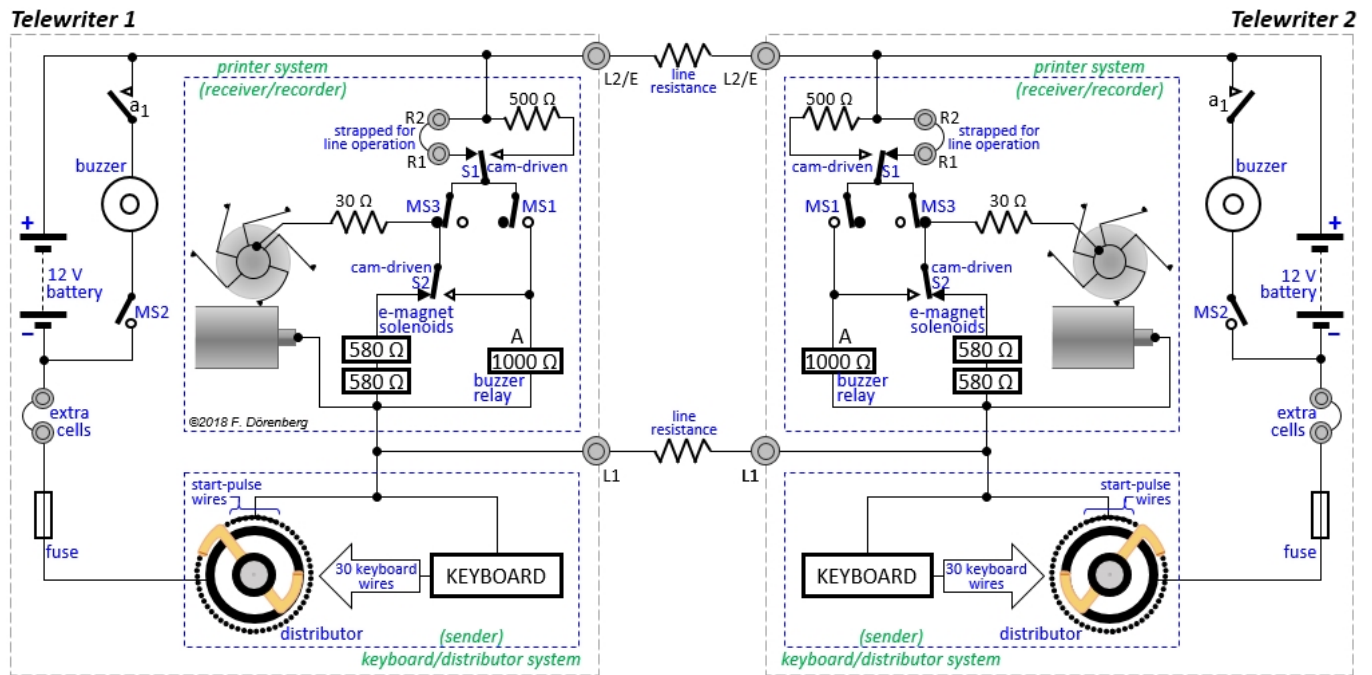 Telewriter 1
Telewriter 2
printer system
(receiver/recorder)
L2/E
line
resistance
L2/E
printer system
(receiver/recorder)
a1
500 Ω
R2
strapped for
line operation
R1
S1
cam-driven
500 Ω
R2
strapped for
line operation
R1
cam-driven
S1
a1
buzzer
buzzer
30 Ω
MS3
MS1
MS1
MS3
30 Ω
+
12 V
battery
−
MS2
cam-driven
S2
e-magnet
solenoids
580 Ω
580 Ω
A
1000 Ω
buzzer
relay
cam-driven
S2
e-magnet
solenoids
580 Ω
580 Ω
A
1000 Ω
buzzer
relay
+
12 V
battery
−
MS2
©2018 F. Dörenberg
extra
cells
extra
cells
line
resistance
L1
L1
start-pulse
wires
start-pulse
wires
fuse
fuse
30 keyboard
wires
KEYBOARD
KEYBOARD
30 keyboard
wires
distributor
distributor
(sender)
keyboard/distributor system
(sender)
keyboard/distributor system